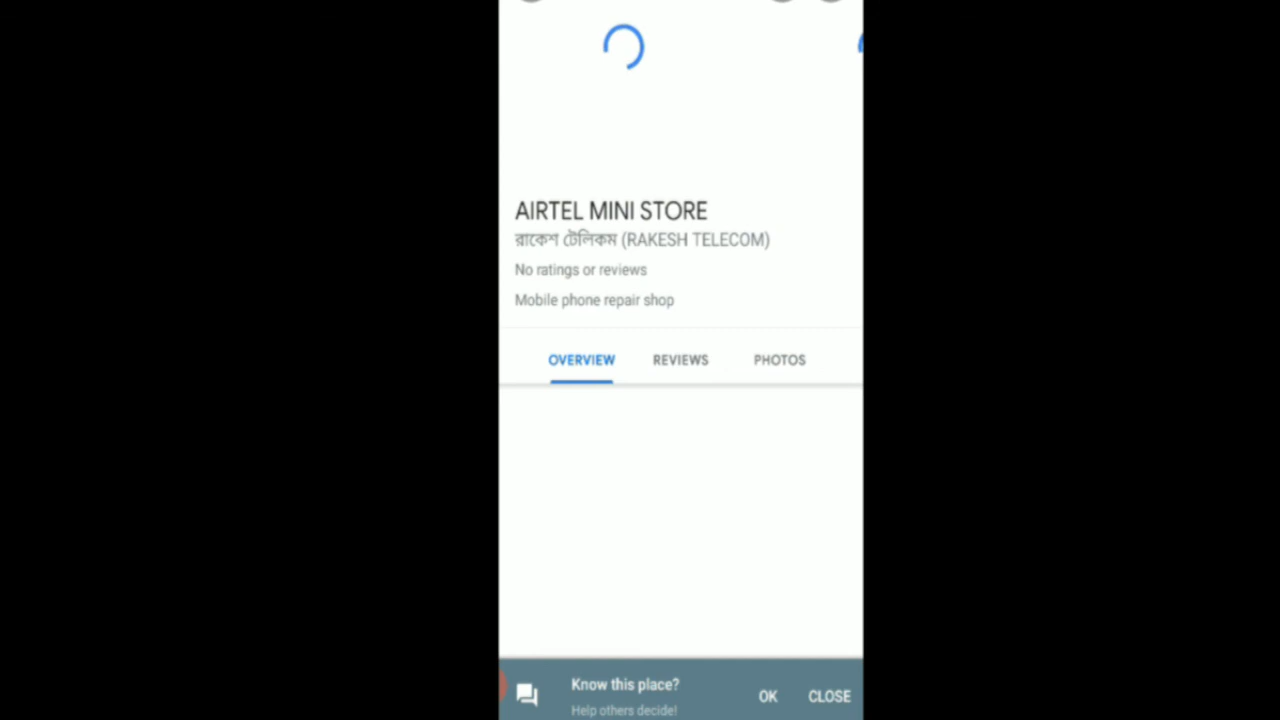 AIRTEL MINI STORE
রাকেশ টেলিকম (RAKESH TELECOM)
No ratings or reviews
Mobile phone repair shop
OVERVIEW REVIEWS PHOTOS
Know this place?
OK CLOSE
Help others decide!